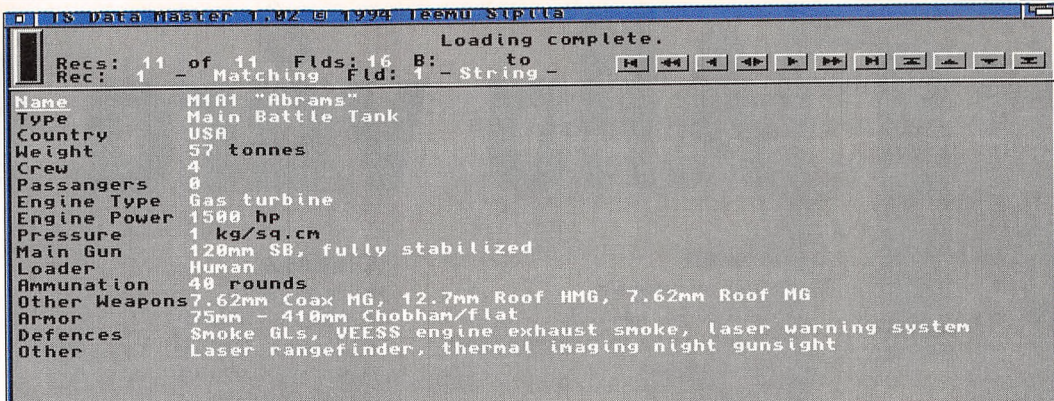 TS Data Master 1.02 © 1994 Teemu Sipilä
Loading complete.
Recs: 11 of 11 Flds: 16 B: to
Rec: 1 - Matching Fld: 1 - String -
Name M1A1 "Abrams"
Type Main Battle Tank
Country USA
Weight 57 tonnes
Crew 4
Passangers 0
Engine Type Gas turbine
Engine Power 1500 hp
Pressure 1 kg/sq.cm
Main Gun 120mm SB, fully stabilized
Loader Human
Ammunation 40 rounds
Other Weapons 7.62mm Coax MG, 12.7mm Roof HMG, 7.62mm Roof MG
Armor 75mm - 410mm Chobham/flat
Defences Smoke GLs, VEESS engine exhaust smoke, laser warning system
Other Laser rangefinder, thermal imaging night gunsight